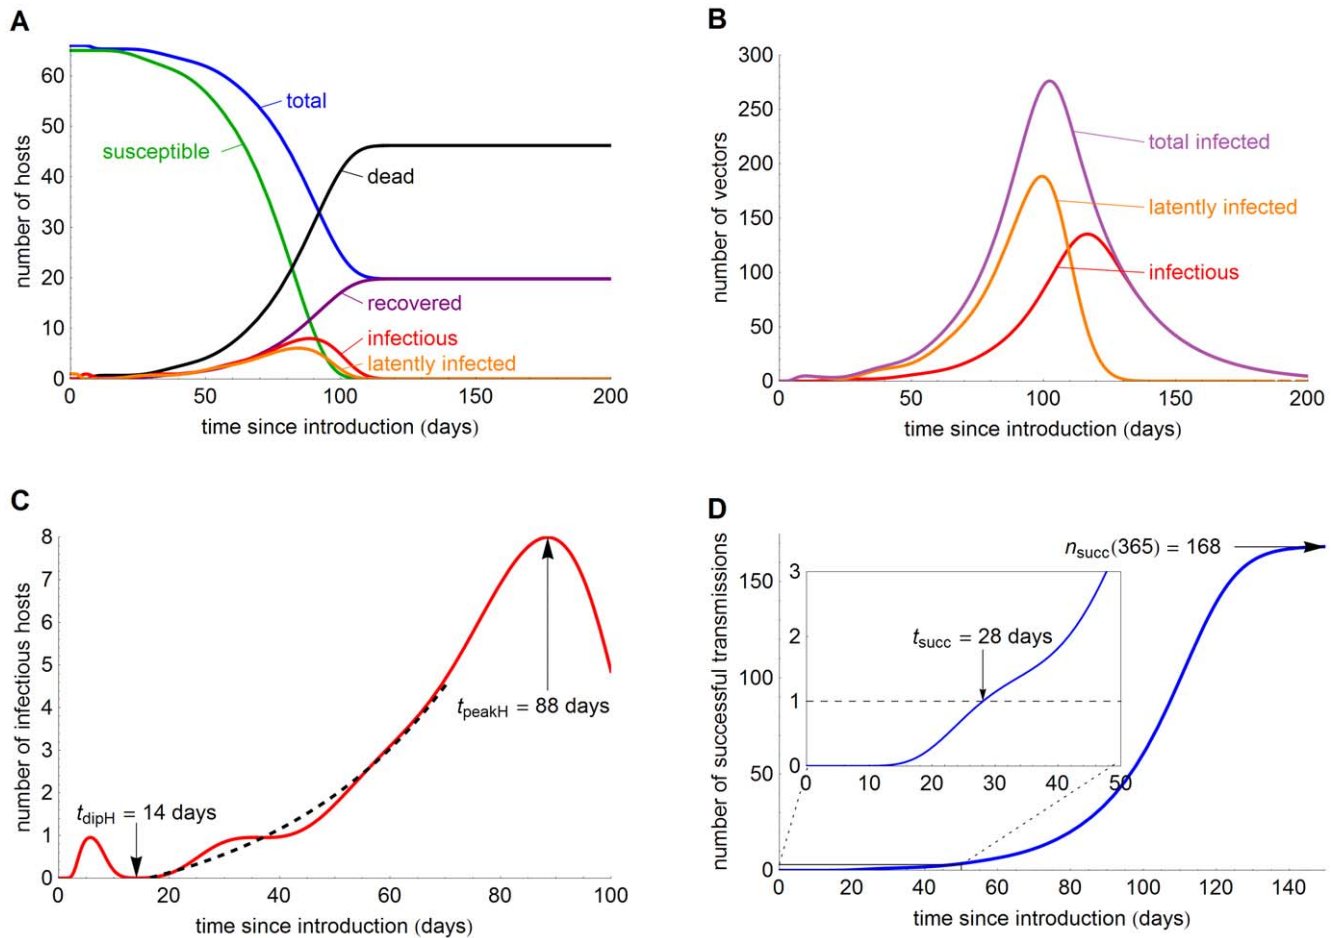 A
number of hosts
60
50
40
30
20
10
0
total
susceptible
dead
recovered
infectious
latently infected
0 50 100 150 200
time since introduction (days)
B
number of vectors
300
250
200
150
100
50
0
total infected
latently infected
infectious
0 50 100 150 200
time since introduction (days)
C
number of infectious hosts
8
7
6
5
4
3
2
1
0
t_peakH = 88 days
t_dipH = 14 days
0 20 40 60 80 100
time since introduction (days)
D
number of successful transmissions
n_succ(365) = 168
150
100
50
0
3
2
1
0
t_succ = 28 days
0 10 20 30 40 50
0 20 40 60 80 100 120 140
time since introduction (days)